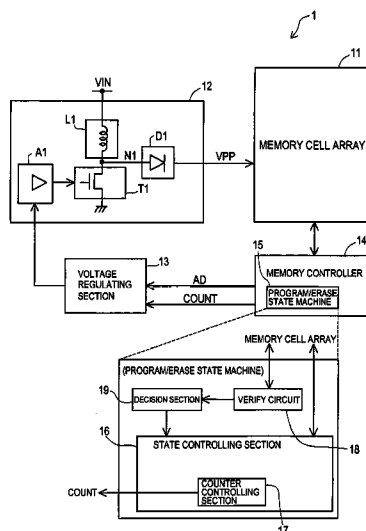 1
11
VIN
12
L1
D1
A1
N1
VPP
MEMORY CELL ARRAY
T1
14
13
15
MEMORY CONTROLLER
VOLTAGE
REGULATING
SECTION
AD
PROGRAM/ERASE
STATE MACHINE
COUNT
MEMORY CELL ARRAY
(PROGRAM/ERASE STATE MACHINE)
19
DECISION SECTION
VERIFY CIRCUIT
16
STATE CONTROLLING SECTION
18
COUNTER
CONTROLLING
SECTION
COUNT
17